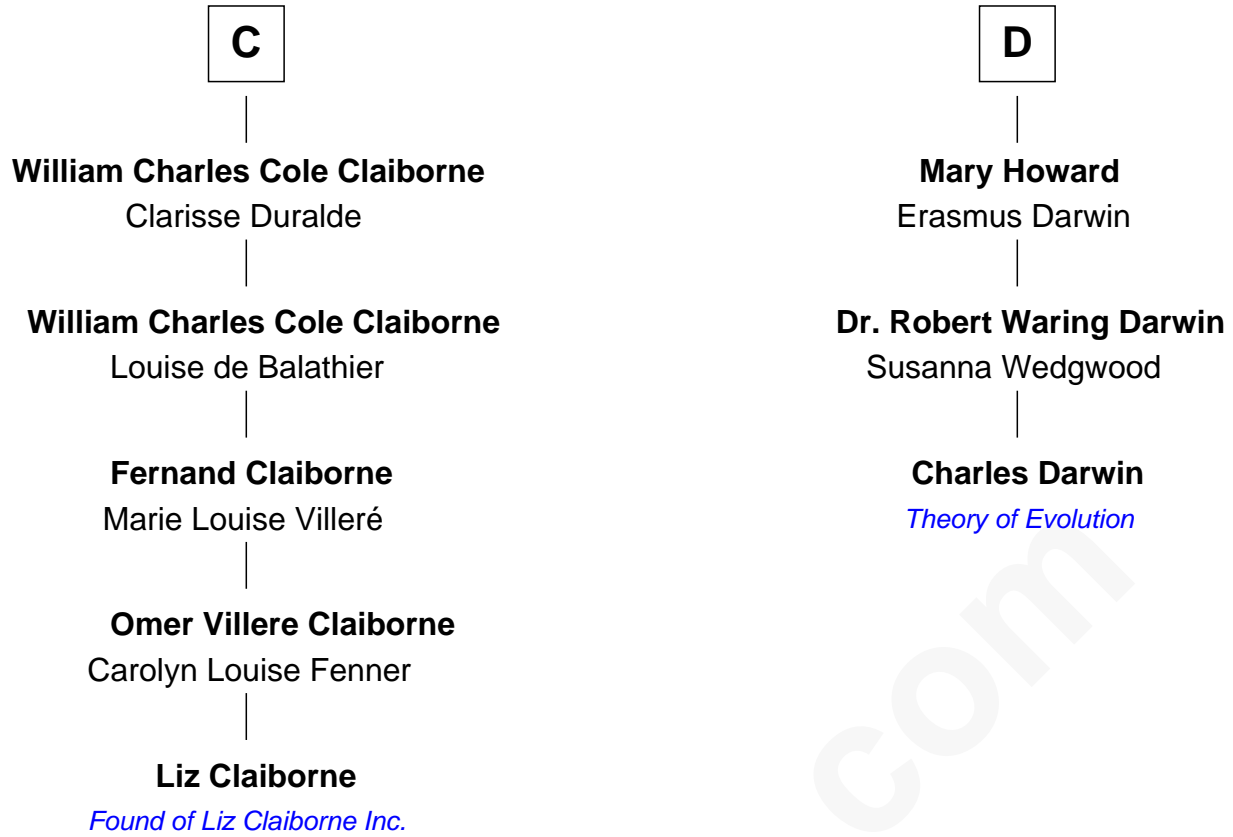 C
William Charles Cole Claiborne
Clarisse Duralde
William Charles Cole Claiborne
Louise de Balathier
Fernand Claiborne
Marie Louise Villeré
Omer Villere Claiborne
Carolyn Louise Fenner
Liz Claiborne
Found of Liz Claiborne Inc.
D
Mary Howard
Erasmus Darwin
Dr. Robert Waring Darwin
Susanna Wedgwood
Charles Darwin
Theory of Evolution
com